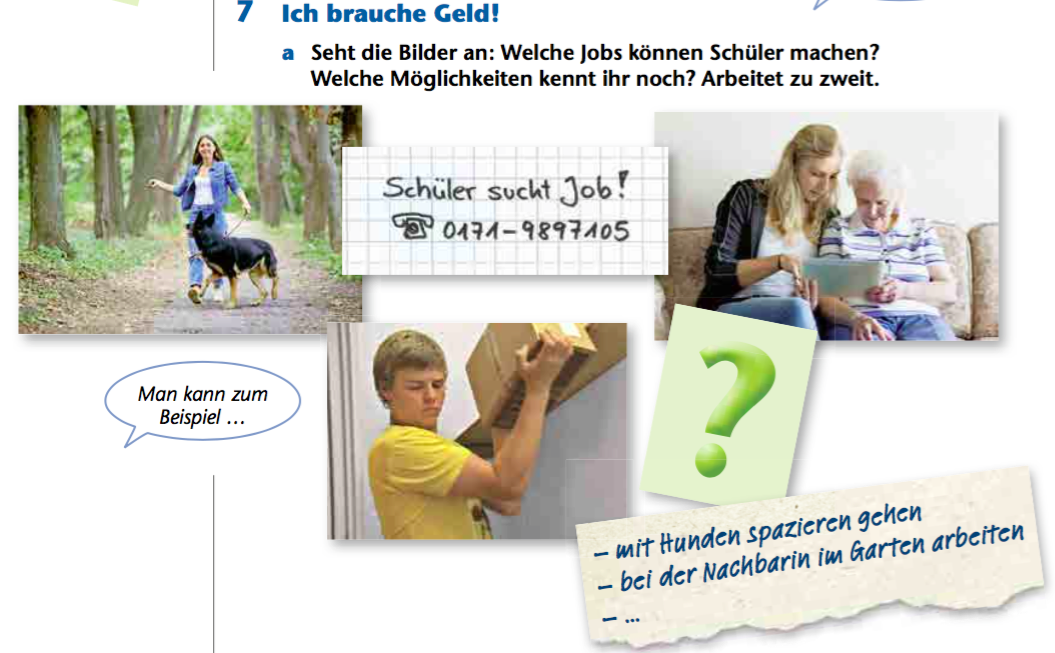 7 Ich brauche Geld!
a Seht die Bilder an: Welche Jobs können Schüler machen?
Welche Möglichkeiten kennt ihr noch? Arbeitet zu zweit.
Schüler sucht Job!
☎ 0171-9897105
?
Man kann zum
Beispiel ...
– mit Hunden spazieren gehen
– bei der Nachbarin im Garten arbeiten
– ...